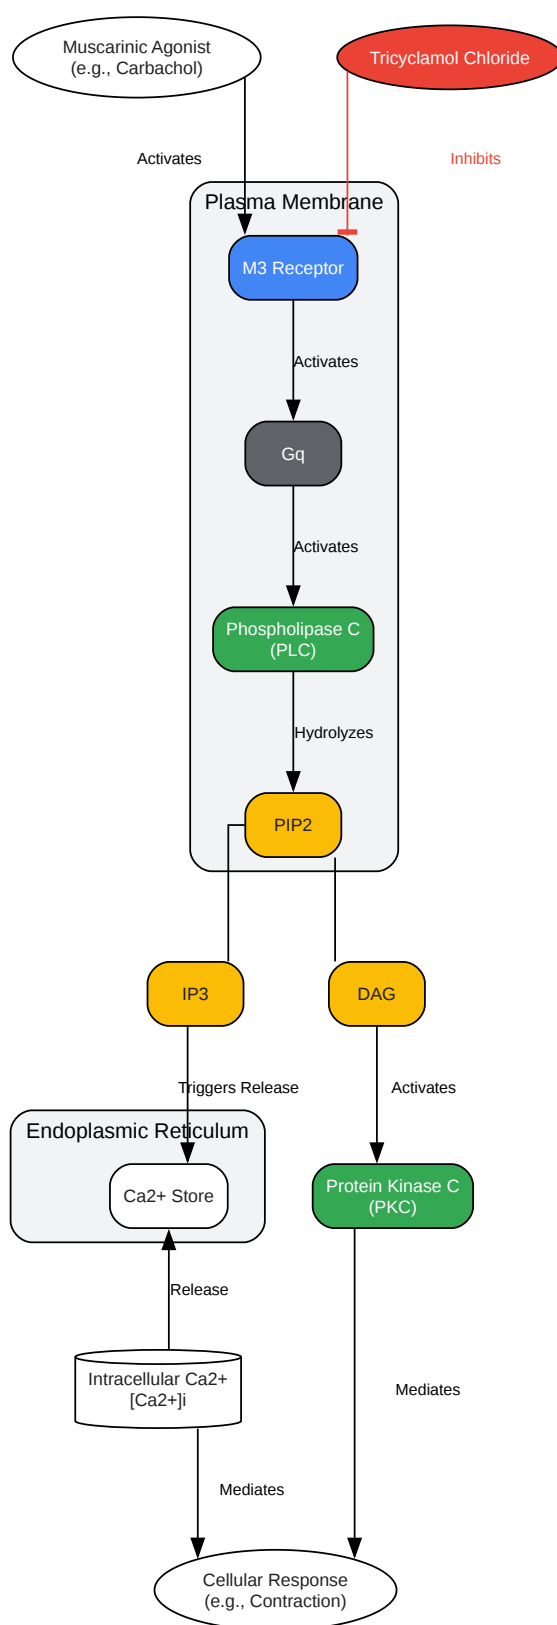 Muscarinic Agonist
(e.g., Carbachol)
Tricyclamol Chloride
Activates
Inhibits
Plasma Membrane
M3 Receptor
Activates
Gq
Activates
Phospholipase C
(PLC)
Hydrolyzes
PIP2
IP3
DAG
Triggers Release
Activates
Endoplasmic Reticulum
Ca2+ Store
Protein Kinase C
(PKC)
Release
Intracellular Ca2+
[Ca2+]i
Mediates
Mediates
Cellular Response
(e.g., Contraction)